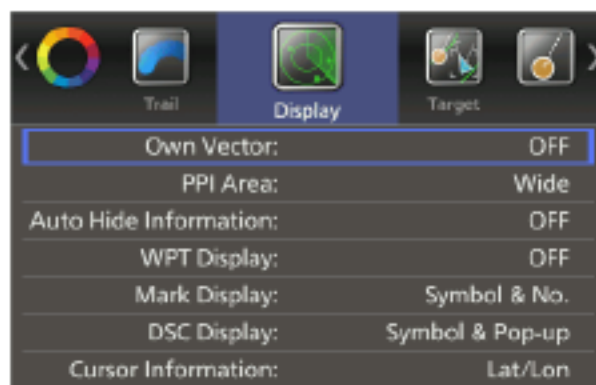 Trail Display Target
Own Vector: OFF
PPI Area: Wide
Auto Hide Information: OFF
WPT Display: OFF
Mark Display: Symbol & No.
DSC Display: Symbol & Pop-up
Cursor Information: Lat/Lon